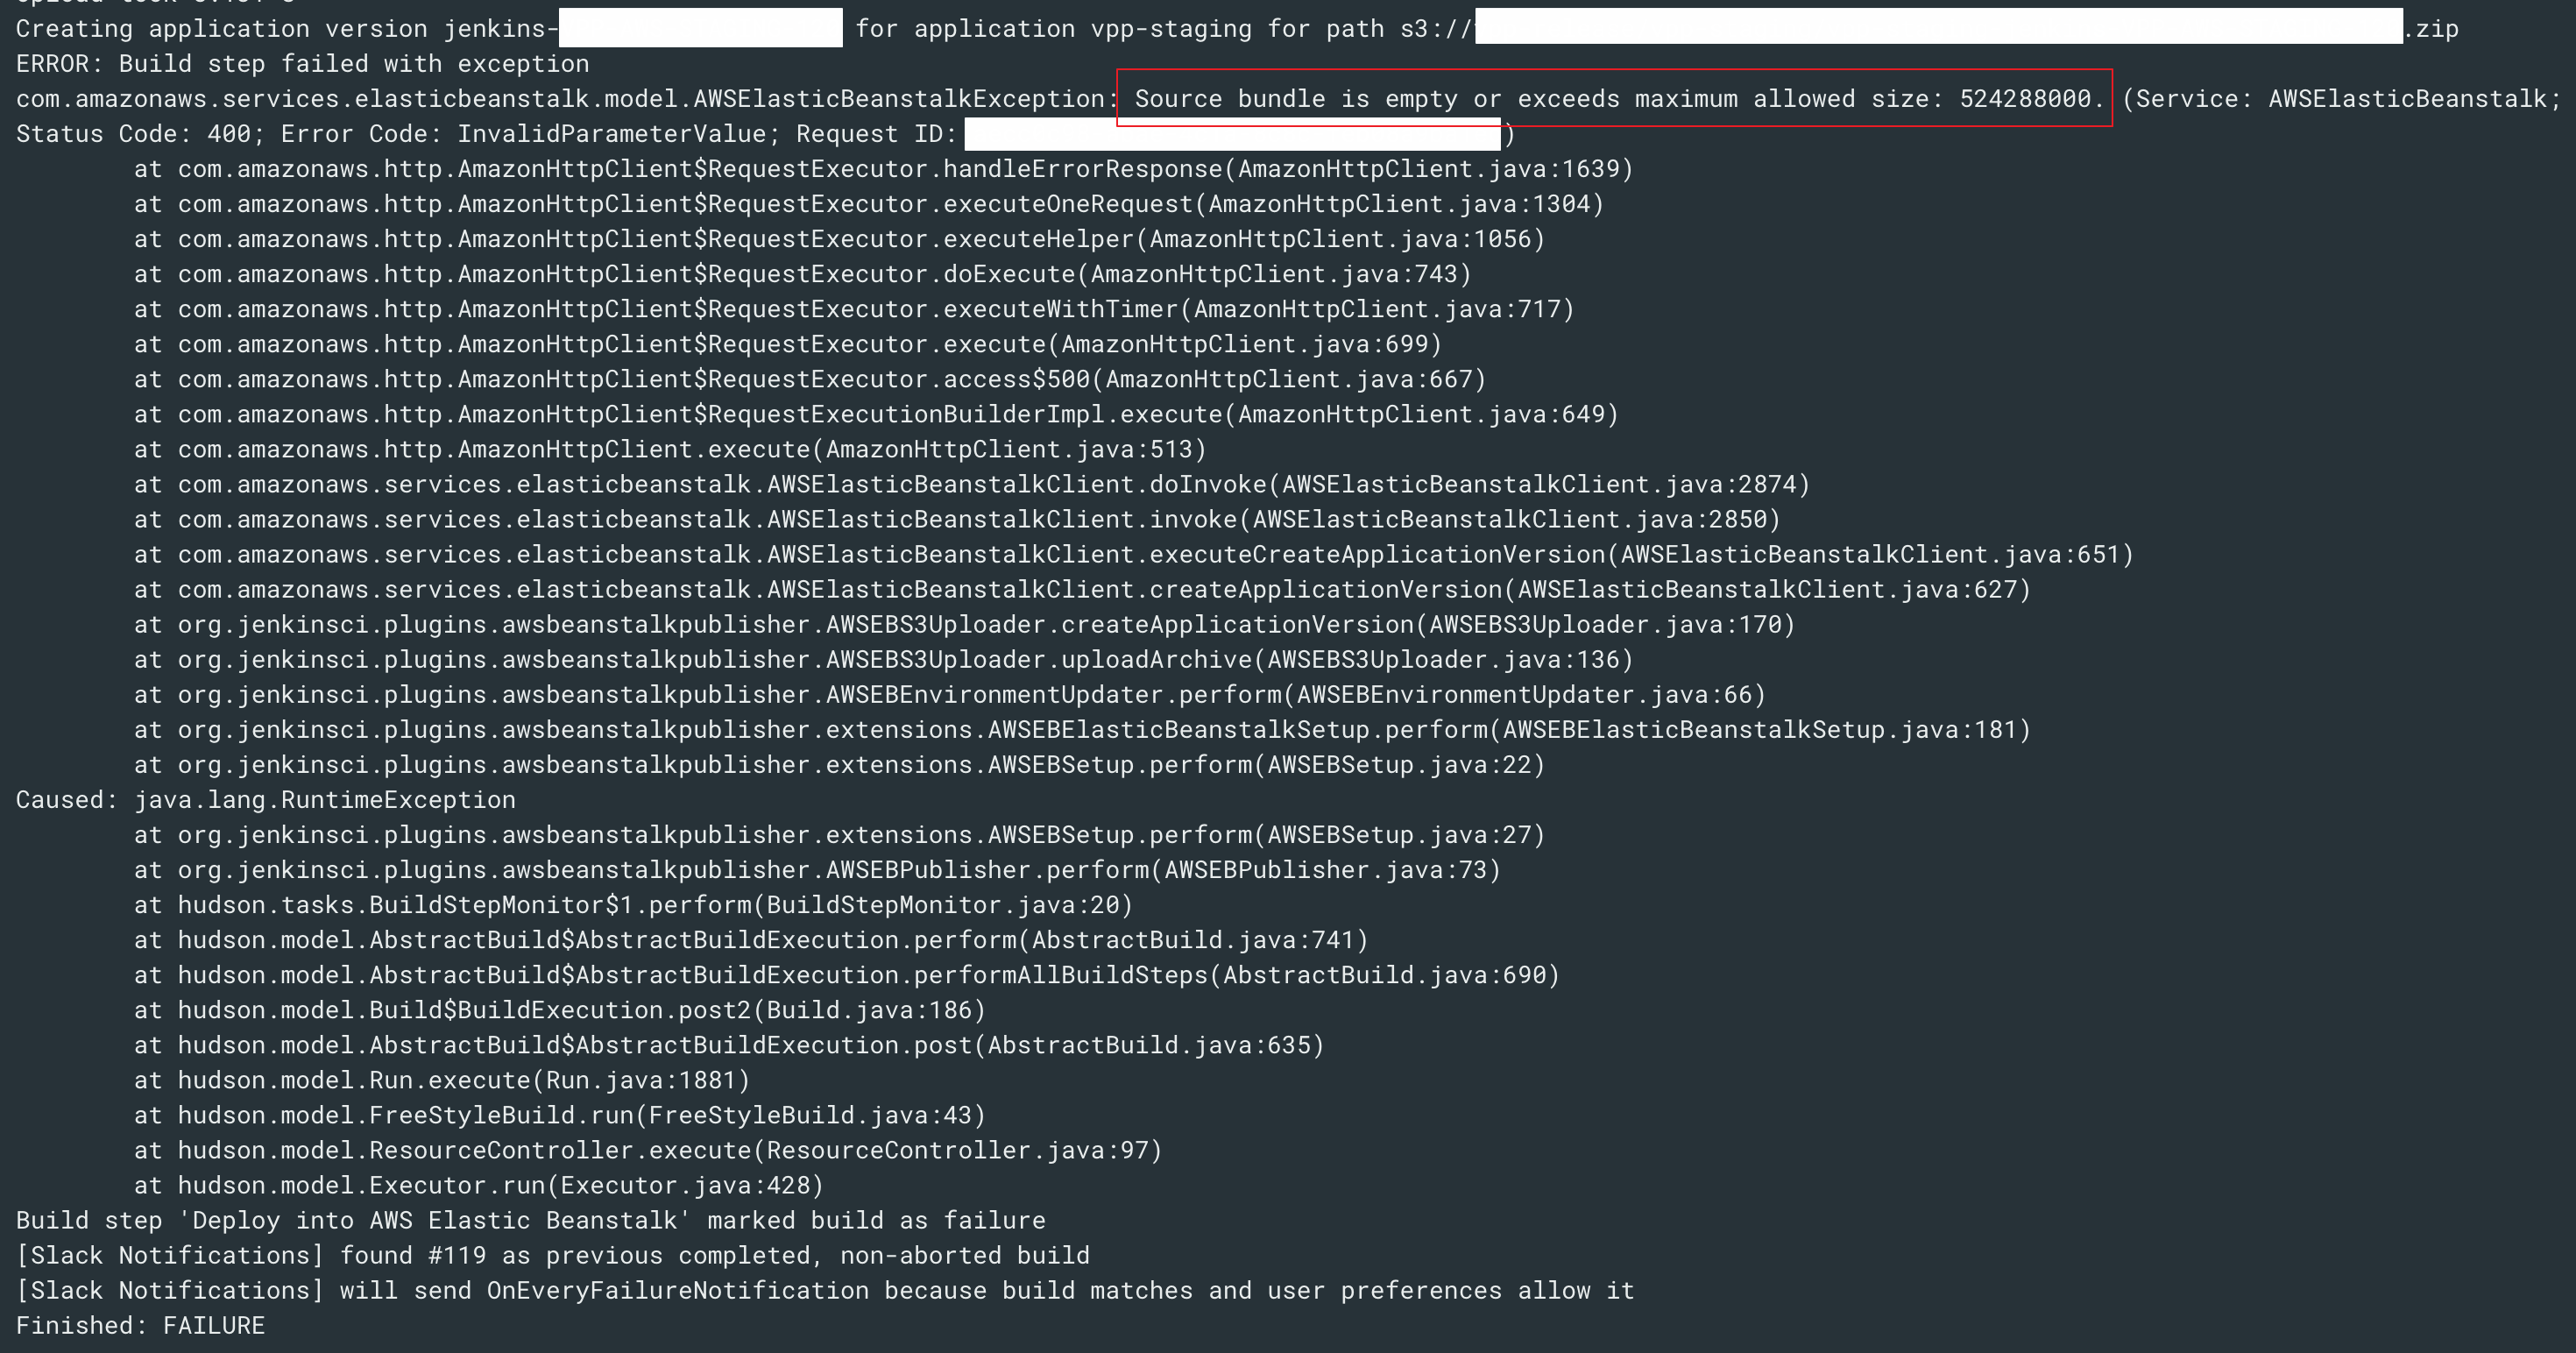 Creating application version jenkins- for application vpp-staging for path s3:// .zip
ERROR: Build step failed with exception
com.amazonaws.services.elasticbeanstalk.model.AWSElasticBeanstalkException: Source bundle is empty or exceeds maximum allowed size: 524288000. (Service: AWSElasticBeanstalk;
Status Code: 400; Error Code: InvalidParameterValue; Request ID: )
at com.amazonaws.http.AmazonHttpClient$RequestExecutor.handleErrorResponse(AmazonHttpClient.java:1639)
at com.amazonaws.http.AmazonHttpClient$RequestExecutor.executeOneRequest(AmazonHttpClient.java:1304)
at com.amazonaws.http.AmazonHttpClient$RequestExecutor.executeHelper(AmazonHttpClient.java:1056)
at com.amazonaws.http.AmazonHttpClient$RequestExecutor.doExecute(AmazonHttpClient.java:743)
at com.amazonaws.http.AmazonHttpClient$RequestExecutor.executeWithTimer(AmazonHttpClient.java:717)
at com.amazonaws.http.AmazonHttpClient$RequestExecutor.execute(AmazonHttpClient.java:699)
at com.amazonaws.http.AmazonHttpClient$RequestExecutor.access$500(AmazonHttpClient.java:667)
at com.amazonaws.http.AmazonHttpClient$RequestExecutionBuilderImpl.execute(AmazonHttpClient.java:649)
at com.amazonaws.http.AmazonHttpClient.execute(AmazonHttpClient.java:513)
at com.amazonaws.services.elasticbeanstalk.AWSElasticBeanstalkClient.doInvoke(AWSElasticBeanstalkClient.java:2874)
at com.amazonaws.services.elasticbeanstalk.AWSElasticBeanstalkClient.invoke(AWSElasticBeanstalkClient.java:2850)
at com.amazonaws.services.elasticbeanstalk.AWSElasticBeanstalkClient.executeCreateApplicationVersion(AWSElasticBeanstalkClient.java:651)
at com.amazonaws.services.elasticbeanstalk.AWSElasticBeanstalkClient.createApplicationVersion(AWSElasticBeanstalkClient.java:627)
at org.jenkinsci.plugins.awsbeanstalkpublisher.AWSEBS3Uploader.createApplicationVersion(AWSEBS3Uploader.java:170)
at org.jenkinsci.plugins.awsbeanstalkpublisher.AWSEBS3Uploader.uploadArchive(AWSEBS3Uploader.java:136)
at org.jenkinsci.plugins.awsbeanstalkpublisher.AWSEBEnvironmentUpdater.perform(AWSEBEnvironmentUpdater.java:66)
at org.jenkinsci.plugins.awsbeanstalkpublisher.extensions.AWSEBElasticBeanstalkSetup.perform(AWSEBElasticBeanstalkSetup.java:181)
at org.jenkinsci.plugins.awsbeanstalkpublisher.extensions.AWSEBSetup.perform(AWSEBSetup.java:22)
Caused: java.lang.RuntimeException
at org.jenkinsci.plugins.awsbeanstalkpublisher.extensions.AWSEBSetup.perform(AWSEBSetup.java:27)
at org.jenkinsci.plugins.awsbeanstalkpublisher.AWSEBPublisher.perform(AWSEBPublisher.java:73)
at hudson.tasks.BuildStepMonitor$1.perform(BuildStepMonitor.java:20)
at hudson.model.AbstractBuild$AbstractBuildExecution.perform(AbstractBuild.java:741)
at hudson.model.AbstractBuild$AbstractBuildExecution.performAllBuildSteps(AbstractBuild.java:690)
at hudson.model.Build$BuildExecution.post2(Build.java:186)
at hudson.model.AbstractBuild$AbstractBuildExecution.post(AbstractBuild.java:635)
at hudson.model.Run.execute(Run.java:1881)
at hudson.model.FreeStyleBuild.run(FreeStyleBuild.java:43)
at hudson.model.ResourceController.execute(ResourceController.java:97)
at hudson.model.Executor.run(Executor.java:428)
Build step 'Deploy into AWS Elastic Beanstalk' marked build as failure
[Slack Notifications] found #119 as previous completed, non-aborted build
[Slack Notifications] will send OnEveryFailureNotification because build matches and user preferences allow it
Finished: FAILURE